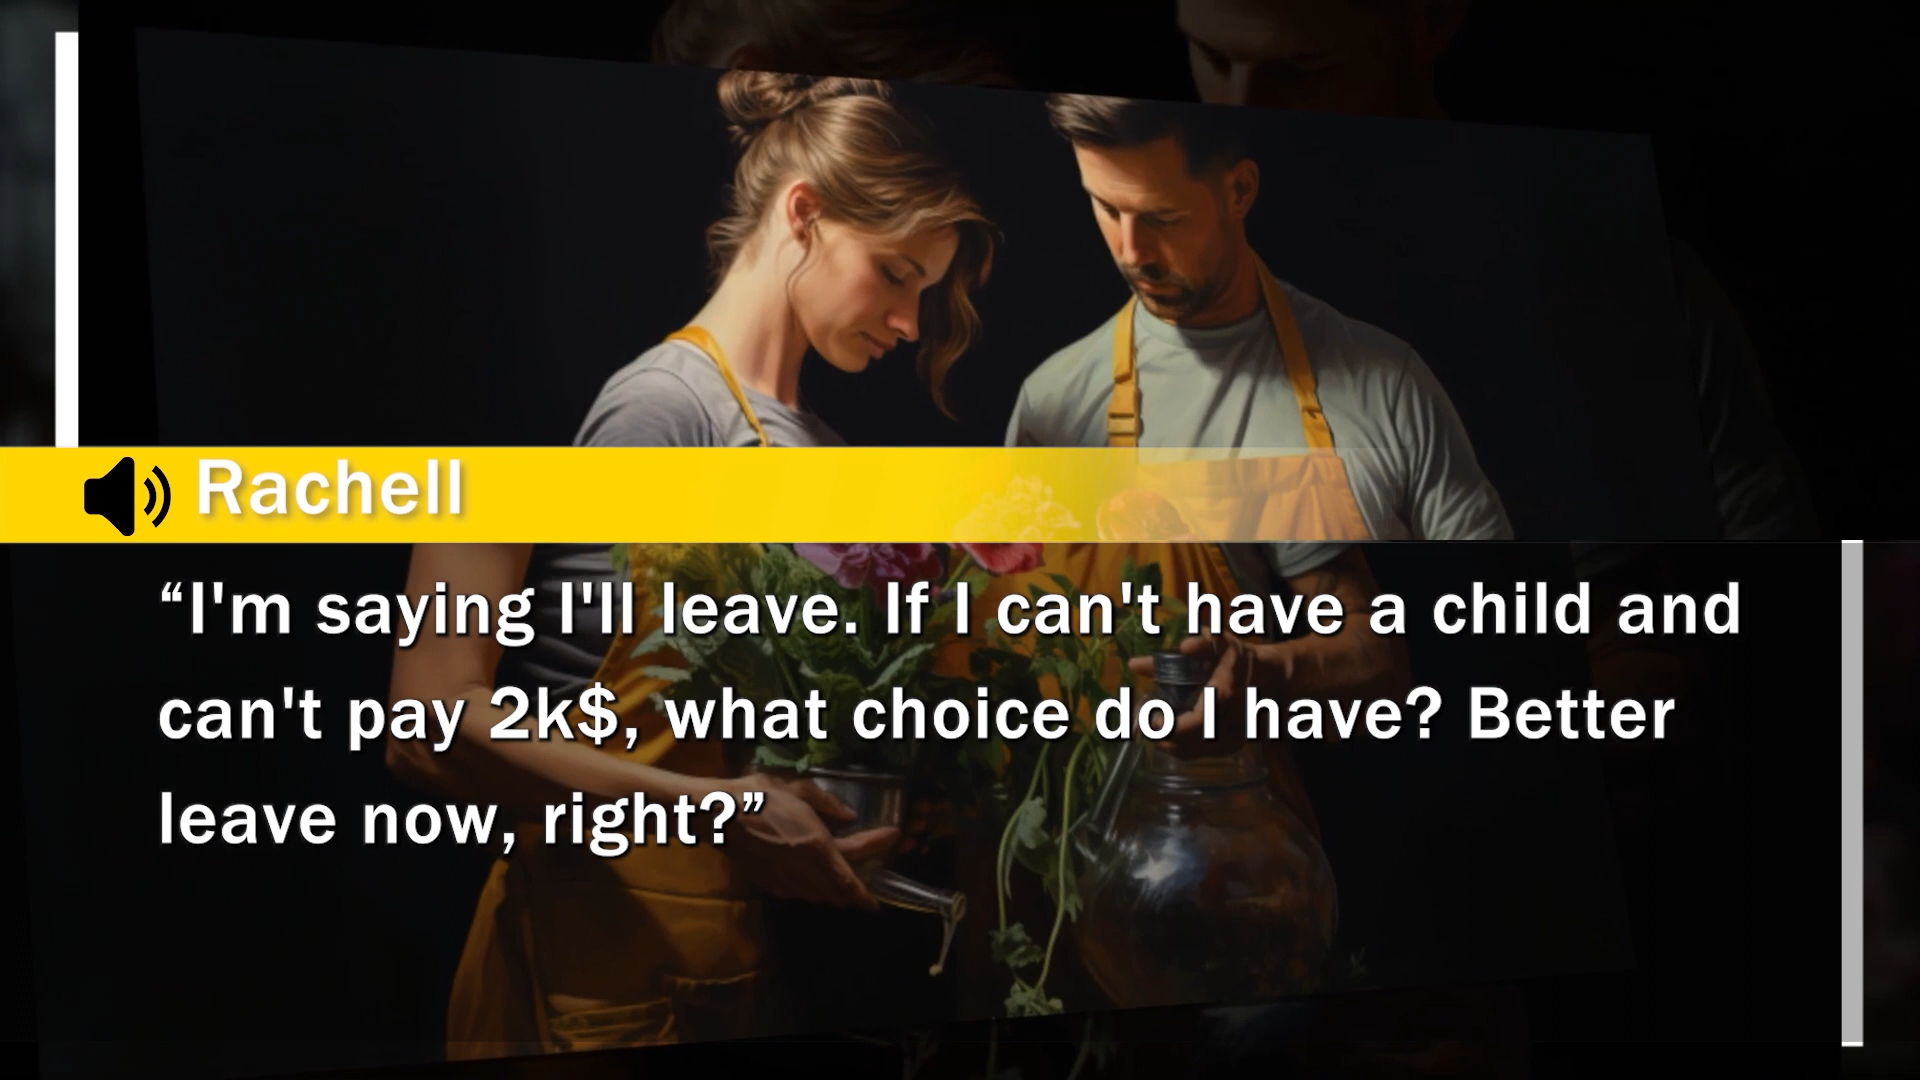 Rachell
“I'm saying I'll leave. If I can't have a child and
can't pay 2k$, what choice do I have? Better
leave now, right?”